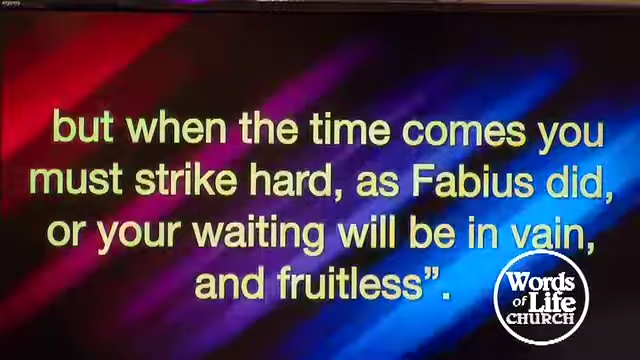 but when the time comes you
must strike hard, as Fabius did,
or your waiting will be in vain,
and fruitless”.
Words
of Life
CHURCH